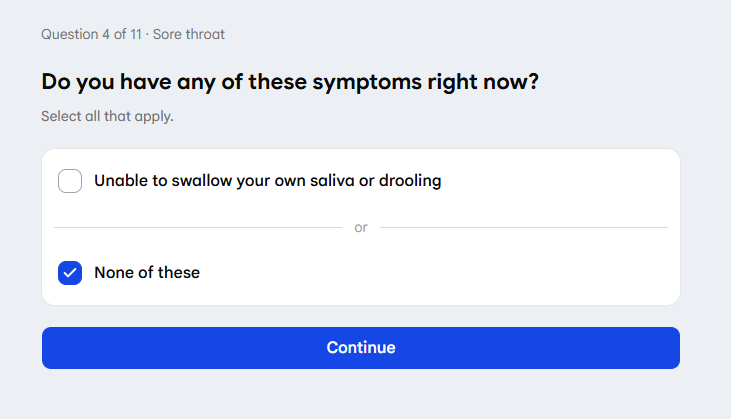 Question 4 of 11 · Sore throat
Do you have any of these symptoms right now?
Select all that apply.
Unable to swallow your own saliva or drooling
or
None of these
Continue